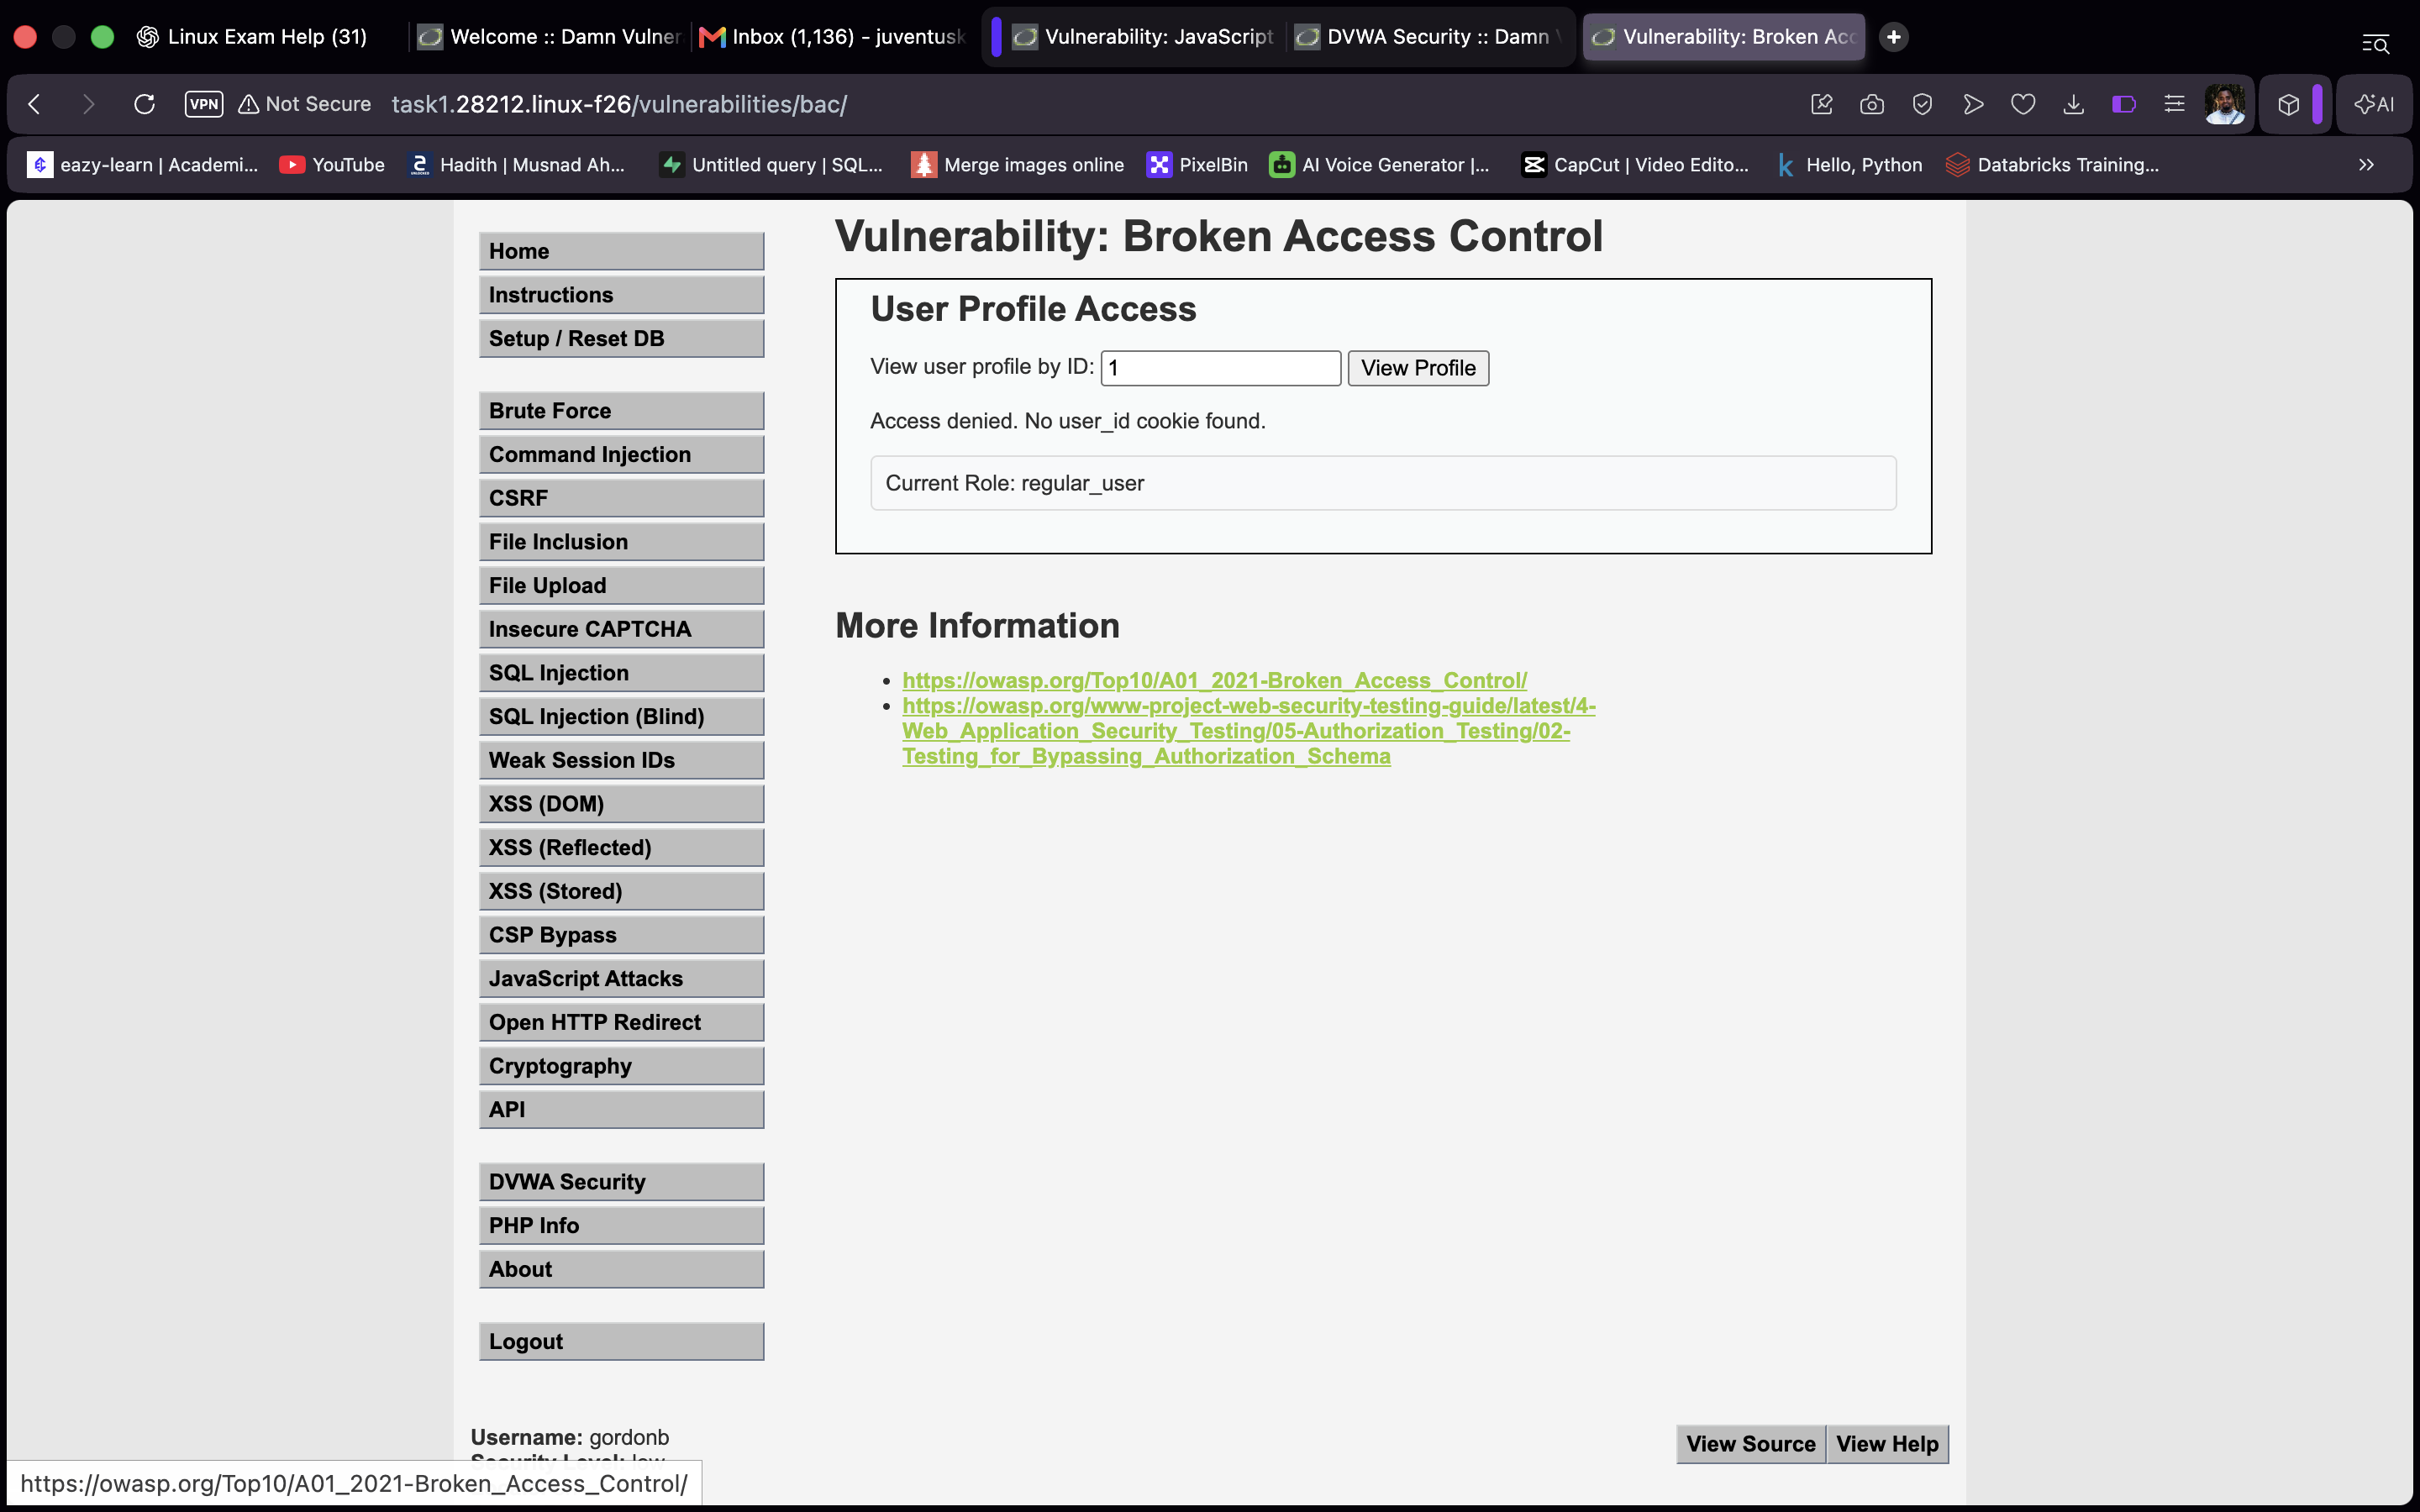 Linux Exam Help (31)
Welcome :: Damn Vulner
Inbox (1,136) - juventusk
Vulnerability: JavaScript
DVWA Security :: Damn
Vulnerability: Broken Acc
VPN
Not Secure
task1.28212.linux-f26/vulnerabilities/bac/
AI
eazy-learn | Academi...
YouTube
Hadith | Musnad Ah...
Untitled query | SQL...
Merge images online
PixelBin
AI Voice Generator |...
CapCut | Video Edito...
Hello, Python
Databricks Training...
Home
Instructions
Setup / Reset DB
Brute Force
Command Injection
CSRF
File Inclusion
File Upload
Insecure CAPTCHA
SQL Injection
SQL Injection (Blind)
Weak Session IDs
XSS (DOM)
XSS (Reflected)
XSS (Stored)
CSP Bypass
JavaScript Attacks
Open HTTP Redirect
Cryptography
API
DVWA Security
PHP Info
About
Logout
Username: gordonb
Security Level: low
https://owasp.org/Top10/A01_2021-Broken_Access_Control/
Vulnerability: Broken Access Control
User Profile Access
View user profile by ID: 1 View Profile
Access denied. No user_id cookie found.
Current Role: regular_user
More Information
https://owasp.org/Top10/A01_2021-Broken_Access_Control/
https://owasp.org/www-project-web-security-testing-guide/latest/4-
Web_Application_Security_Testing/05-Authorization_Testing/02-
Testing_for_Bypassing_Authorization_Schema
View Source
View Help